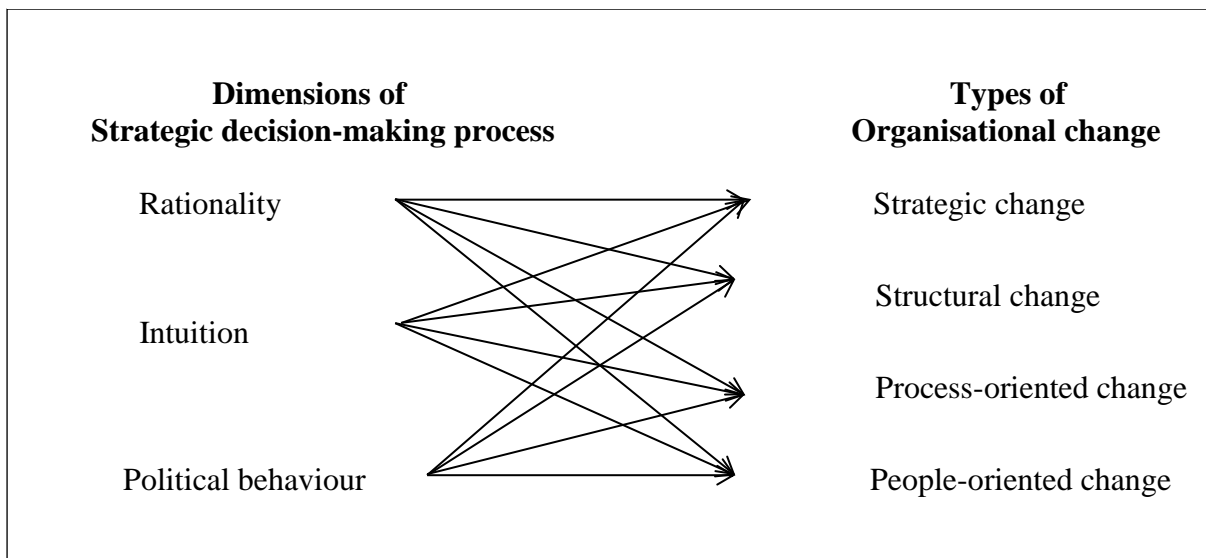 Dimensions of
Strategic decision-making process
Types of
Organisational change
Rationality
Strategic change
Structural change
Intuition
Process-oriented change
Political behaviour
People-oriented change